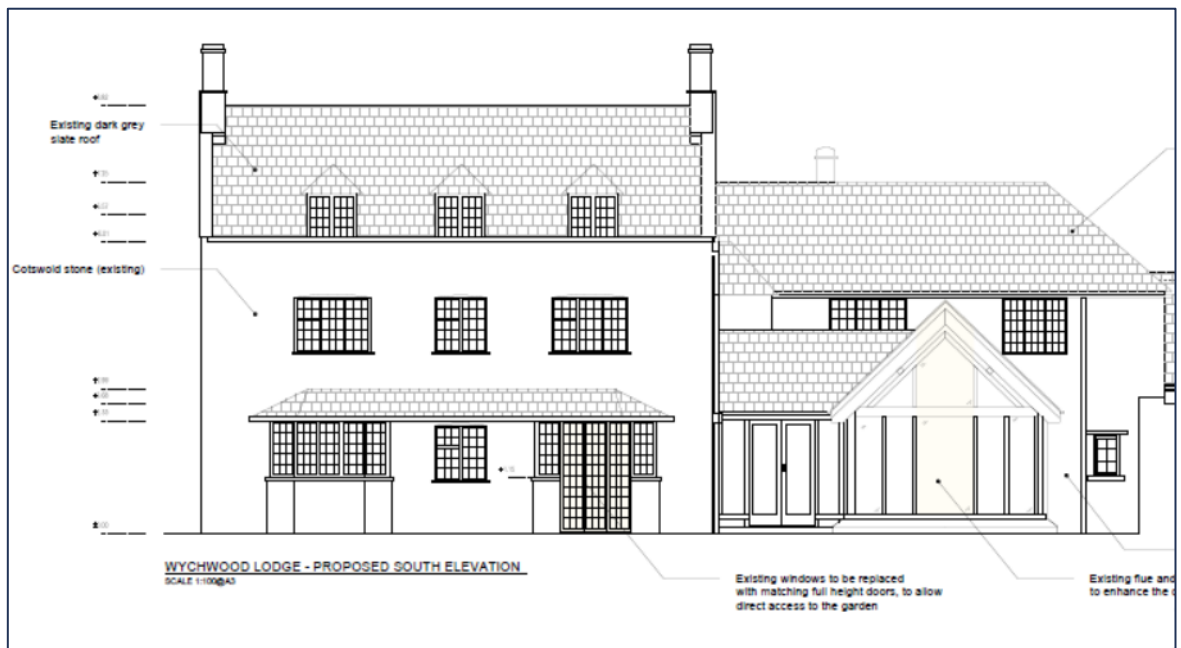 Existing dark grey
slate roof
Cotswold stone (existing)
WYCHWOOD LODGE - PROPOSED SOUTH ELEVATION
SCALE 1:100@A3
Existing windows to be replaced
with matching full height doors, to allow
direct access to the garden
Existing flue and
to enhance the